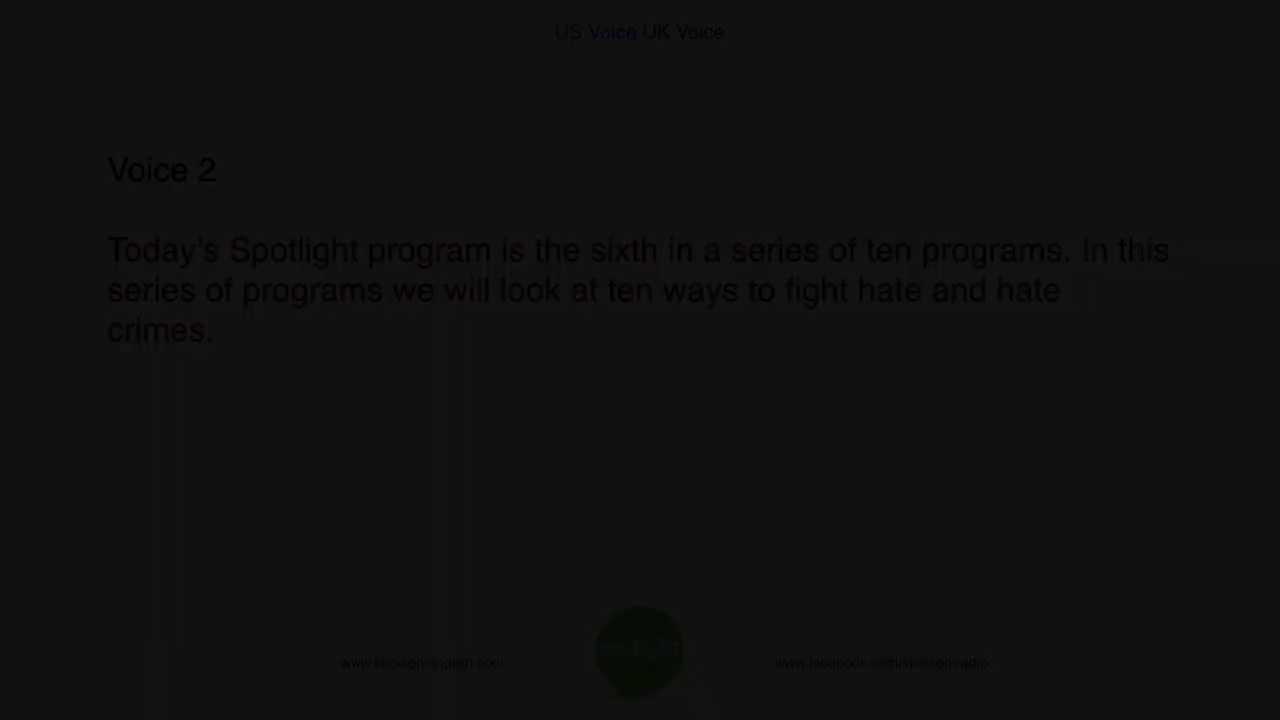 US Voice UK Voice
Voice 2
Today's Spotlight program is the sixth in a series of ten programs. In this
series of programs we will look at ten ways to fight hate and hate
crimes.